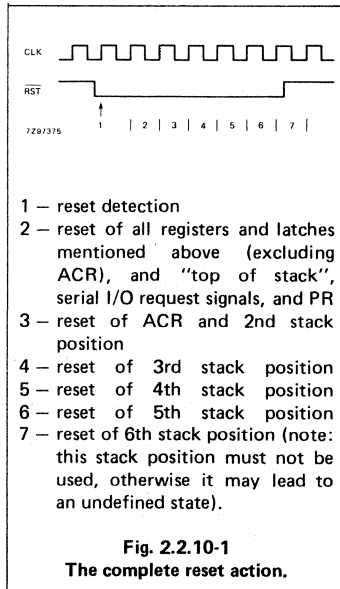 CLK
RST
7Z97375
1 | 2 | 3 | 4 | 5 | 6 | 7 |
1 – reset detection
2 – reset of all registers and latches
mentioned above (excluding
ACR), and "top of stack",
serial I/O request signals, and PR
3 – reset of ACR and 2nd stack
position
4 – reset of 3rd stack position
5 – reset of 4th stack position
6 – reset of 5th stack position
7 – reset of 6th stack position (note:
this stack position must not be
used, otherwise it may lead to
an undefined state).
Fig. 2.2.10-1
The complete reset action.